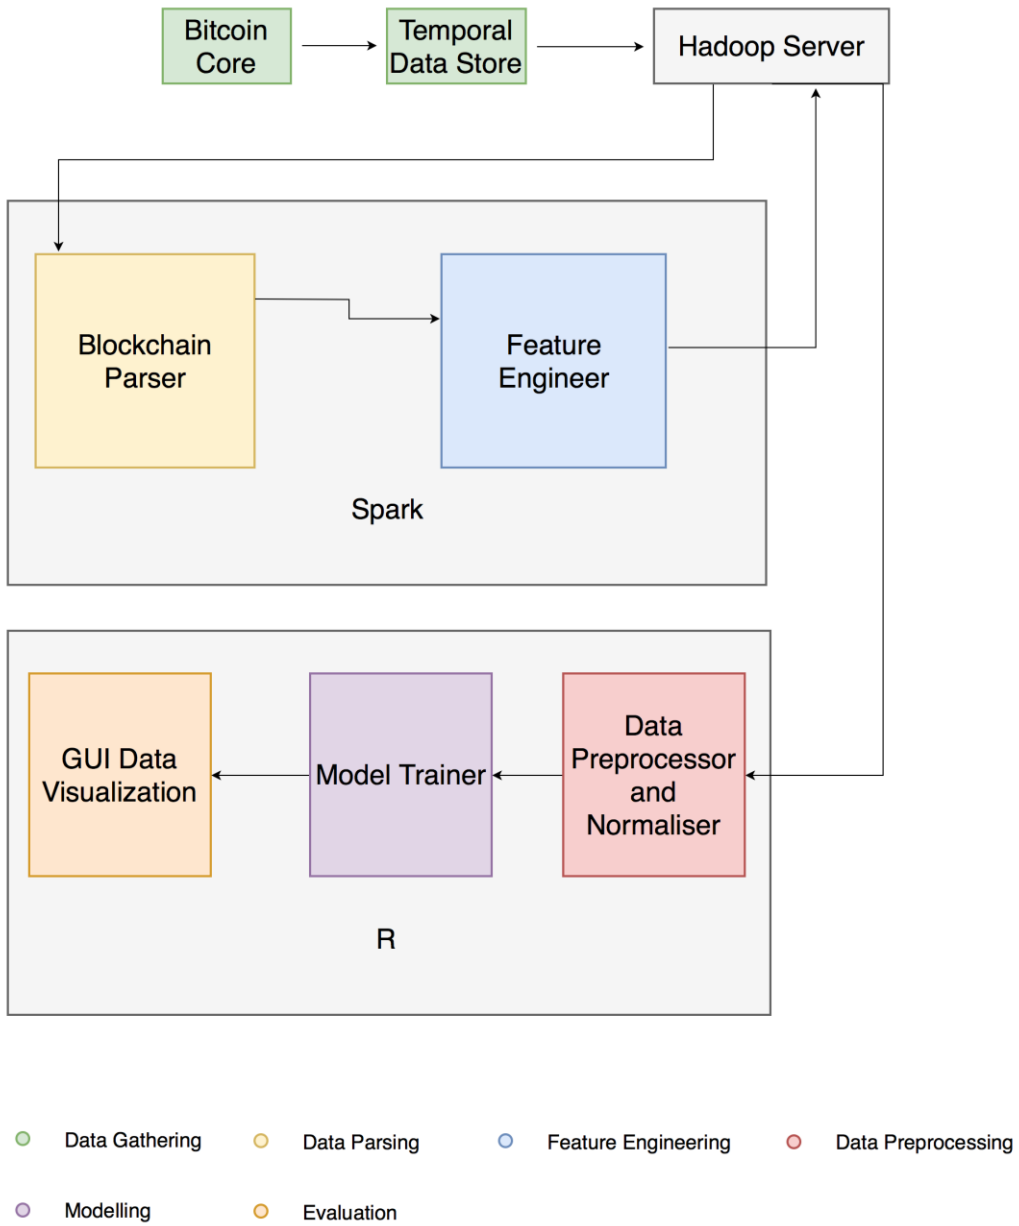 Bitcoin
Core
Temporal
Data Store
Hadoop Server
Blockchain
Parser
Feature
Engineer
Spark
GUI Data
Visualization
Model Trainer
Data
Preprocessor
and
Normaliser
R
Data Gathering
Data Parsing
Feature Engineering
Data Preprocessing
Modelling
Evaluation